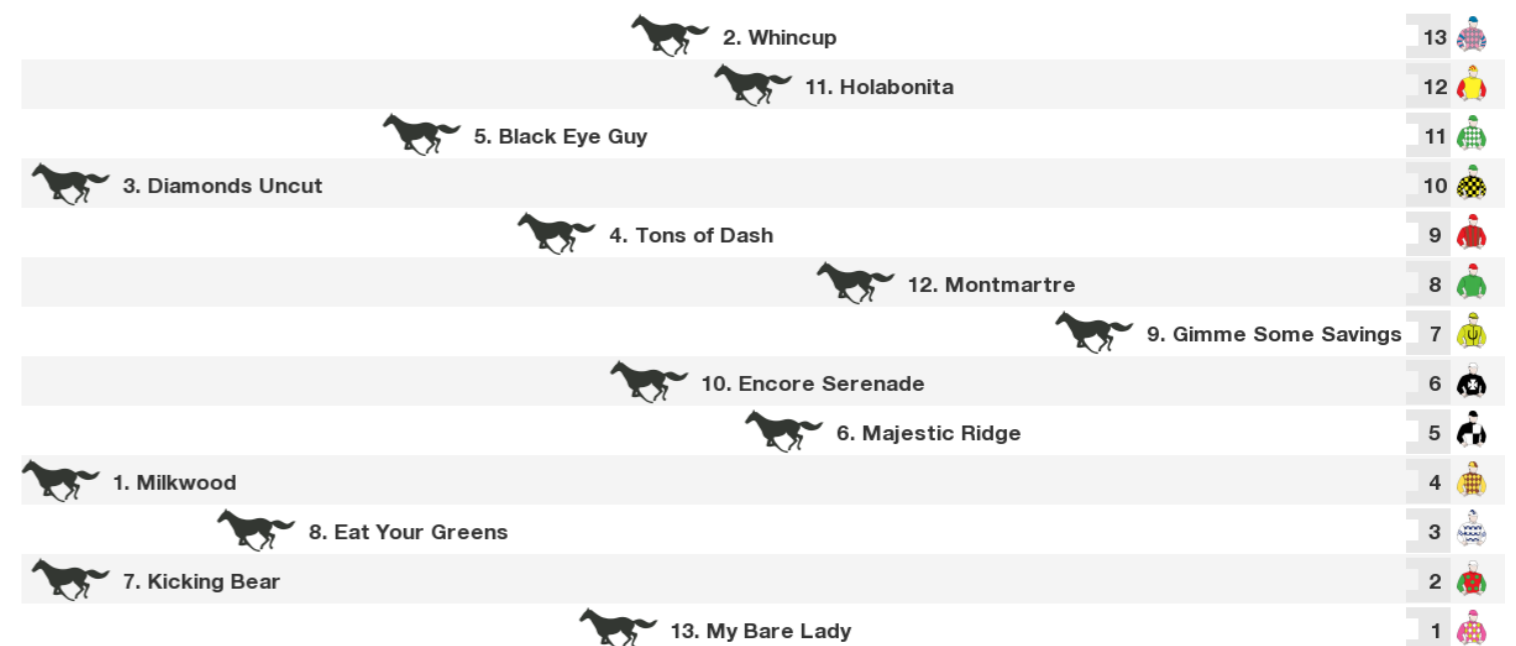 2. Whincup 13
11. Holabonita 12
5. Black Eye Guy 11
3. Diamonds Uncut 10
4. Tons of Dash 9
12. Montmartre 8
9. Gimme Some Savings 7
10. Encore Serenade 6
6. Majestic Ridge 5
1. Milkwood 4
8. Eat Your Greens 3
7. Kicking Bear 2
13. My Bare Lady 1